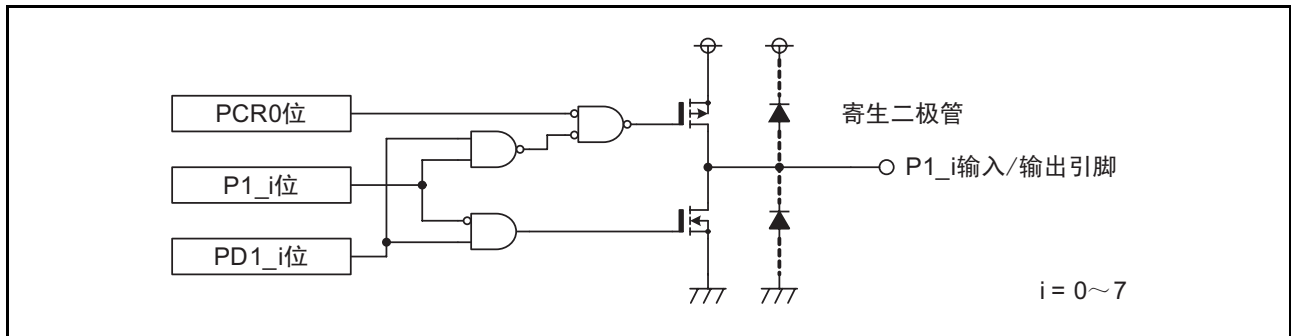 PCR0位
寄生二极管
P1_i位
P1_i输入/输出引脚
PD1_i位
i = 0～7